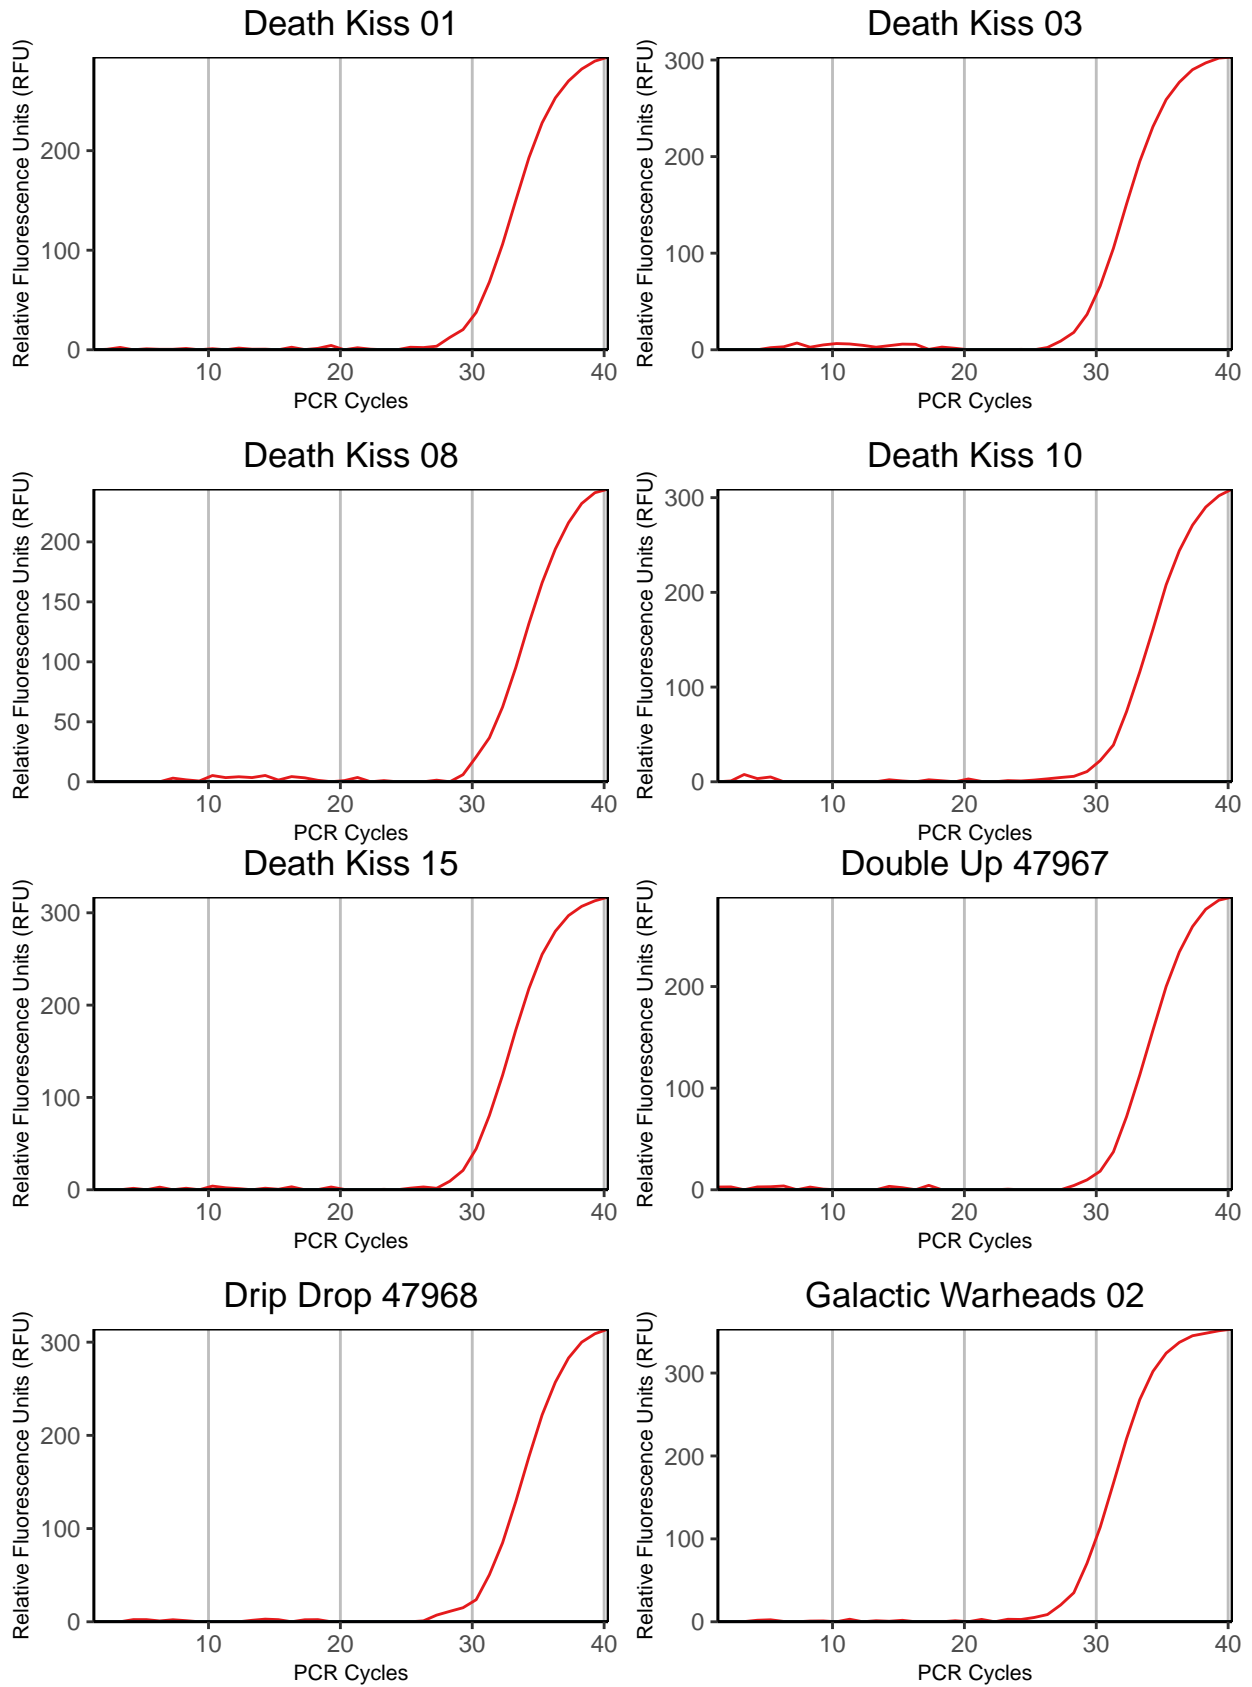 Death Kiss 01
Relative Fluorescence Units (RFU)
200
100
0
10 20 30 40
PCR Cycles
Death Kiss 03
Relative Fluorescence Units (RFU)
300
200
100
0
10 20 30 40
PCR Cycles
Death Kiss 08
Relative Fluorescence Units (RFU)
200
150
100
50
0
10 20 30 40
PCR Cycles
Death Kiss 10
Relative Fluorescence Units (RFU)
300
200
100
0
10 20 30 40
PCR Cycles
Death Kiss 15
Relative Fluorescence Units (RFU)
300
200
100
0
10 20 30 40
PCR Cycles
Double Up 47967
Relative Fluorescence Units (RFU)
200
100
0
10 20 30 40
PCR Cycles
Drip Drop 47968
Relative Fluorescence Units (RFU)
300
200
100
0
10 20 30 40
PCR Cycles
Galactic Warheads 02
Relative Fluorescence Units (RFU)
300
200
100
0
10 20 30 40
PCR Cycles